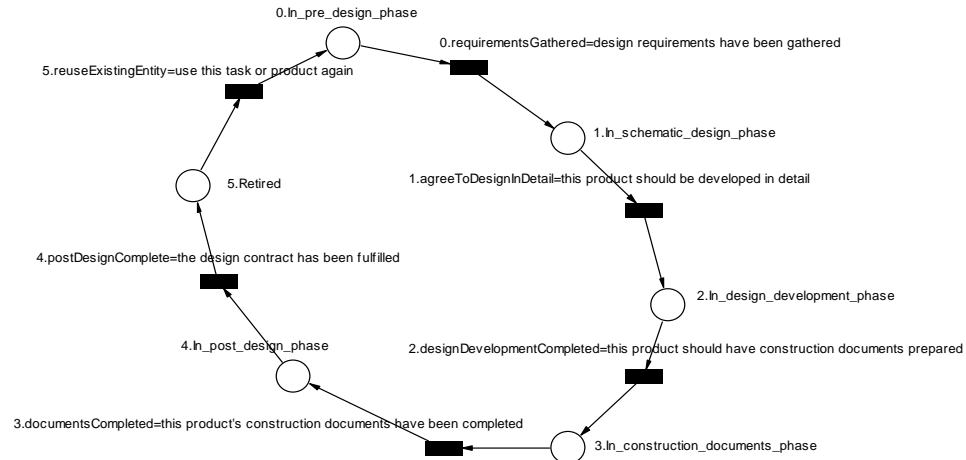 0.In_pre_design_phase
0.requirementsGathered=design requirements have been gathered
5.reuseExistingEntity=use this task or product again
1.In_schematic_design_phase
1.agreeToDesignInDetail=this product should be developed in detail
5.Retired
4.postDesignComplete=the design contract has been fulfilled
2.In_design_development_phase
4.In_post_design_phase
2.designDevelopmentCompleted=this product should have construction documents prepared
3.documentsCompleted=this product's construction documents have been completed
3.In_construction_documents_phase